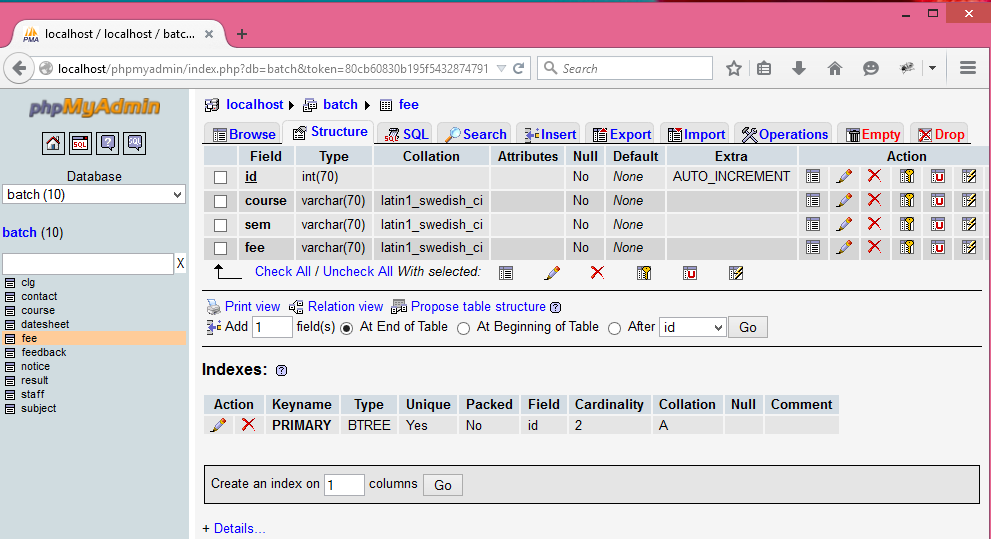 localhost / localhost / batc...
localhost/phpmyadmin/index.php?db=batch&token=80cb60830b195f5432874791
Search
phpMyAdmin
Database
batch (10)
batch (10)
X
clg
contact
course
datesheet
fee
feedback
notice
result
staff
subject
localhost batch fee
Browse Structure SQL Search Insert Export Import Operations Empty Drop
Field Type Collation Attributes Null Default Extra Action
id int(70) No None AUTO_INCREMENT
course varchar(70) latin1_swedish_ci No None
sem varchar(70) latin1_swedish_ci No None
fee varchar(70) latin1_swedish_ci No None
Check All / Uncheck All With selected:
Print view Relation view Propose table structure
Add 1 field(s) At End of Table At Beginning of Table After id Go
Indexes:
Action Keyname Type Unique Packed Field Cardinality Collation Null Comment
PRIMARY BTREE Yes No id 2 A
Create an index on 1 columns Go
+ Details...